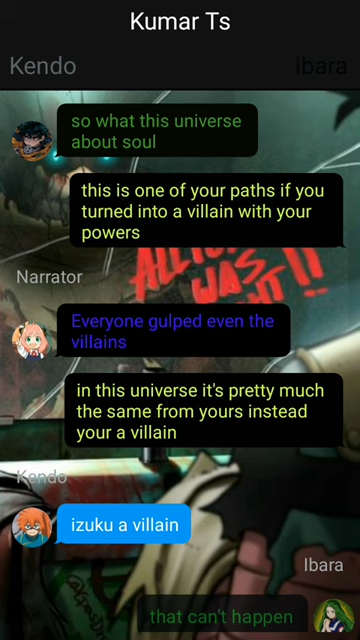 Kumar Ts
Kendo
Ibara
so what this universe
about soul
this is one of your paths if you
turned into a villain with your
powers
Narrator
Everyone gulped even the
villains
in this universe it's pretty much
the same from yours instead
your a villain
Kendo
izuku a villain
Ibara
that can't happen